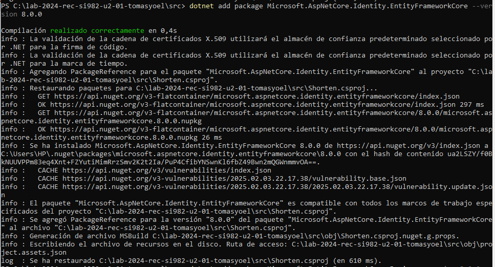 PS C:\lab-2024-rec-si982-u2-01-tomasyoel\src> dotnet add package Microsoft.AspNetCore.Identity.EntityFrameworkCore --ver
sion 8.0.0
Compilación realizado correctamente en 0,4s
info : La validación de la cadena de certificados X.509 utilizará el almacén de confianza predeterminado seleccionado po
r .NET para la firma de código.
info : La validación de la cadena de certificados X.509 utilizará el almacén de confianza predeterminado seleccionado po
r .NET para la marca de tiempo.
info : Agregando PackageReference para el paquete "Microsoft.AspNetCore.Identity.EntityFrameworkCore" al proyecto "C:\la
b-2024-rec-si982-u2-01-tomasyoel\src\Shorten.csproj".
info : Restaurando paquetes para C:\lab-2024-rec-si982-u2-01-tomasyoel\src\Shorten.csproj...
info :   GET https://api.nuget.org/v3-flatcontainer/microsoft.aspnetcore.identity.entityframeworkcore/index.json
info :   OK https://api.nuget.org/v3-flatcontainer/microsoft.aspnetcore.identity.entityframeworkcore/index.json 297 ms
info :   GET https://api.nuget.org/v3-flatcontainer/microsoft.aspnetcore.identity.entityframeworkcore/8.0.0/microsoft.as
pnetcore.identity.entityframeworkcore.8.0.0.nupkg
info :   OK https://api.nuget.org/v3-flatcontainer/microsoft.aspnetcore.identity.entityframeworkcore/8.0.0/microsoft.asp
netcore.identity.entityframeworkcore.8.0.0.nupkg 26 ms
info : Se ha instalado Microsoft.AspNetCore.Identity.EntityFrameworkCore 8.0.0 de https://api.nuget.org/v3/index.json a
C:\Users\HP\.nuget\packages\microsoft.aspnetcore.identity.entityframeworkcore\8.0.0 con el hash de contenido
info :   CACHE https://api.nuget.org/v3/vulnerabilities/index.json
info :   CACHE https://api.nuget.org/v3-vulnerabilities/2025.02.03.22.17.38/vulnerability.base.json
info :   CACHE https://api.nuget.org/v3-vulnerabilities/2025.02.03.22.17.38/2025.02.03.22.17.38/vulnerability.update.jso
n
info : El paquete "Microsoft.AspNetCore.Identity.EntityFrameworkCore" es compatible con todos los marcos de trabajo espe
cificados del proyecto "C:\lab-2024-rec-si982-u2-01-tomasyoel\src\Shorten.csproj".
info : Se agregó PackageReference para la versión "8.0.0" del paquete "Microsoft.AspNetCore.Identity.EntityFrameworkCore
" al archivo "C:\lab-2024-rec-si982-u2-01-tomasyoel\src\Shorten.csproj".
info : Generación de archivo MSBuild C:\lab-2024-rec-si982-u2-01-tomasyoel\src\obj\Shorten.csproj.nuget.g.props.
info : Escribiendo el archivo de recursos en el disco. Ruta de acceso: C:\lab-2024-rec-si982-u2-01-tomasyoel\src\obj\pro
ject.assets.json
log  : Se ha restaurado C:\lab-2024-rec-si982-u2-01-tomasyoel\src\Shorten.csproj (en 610 ms).